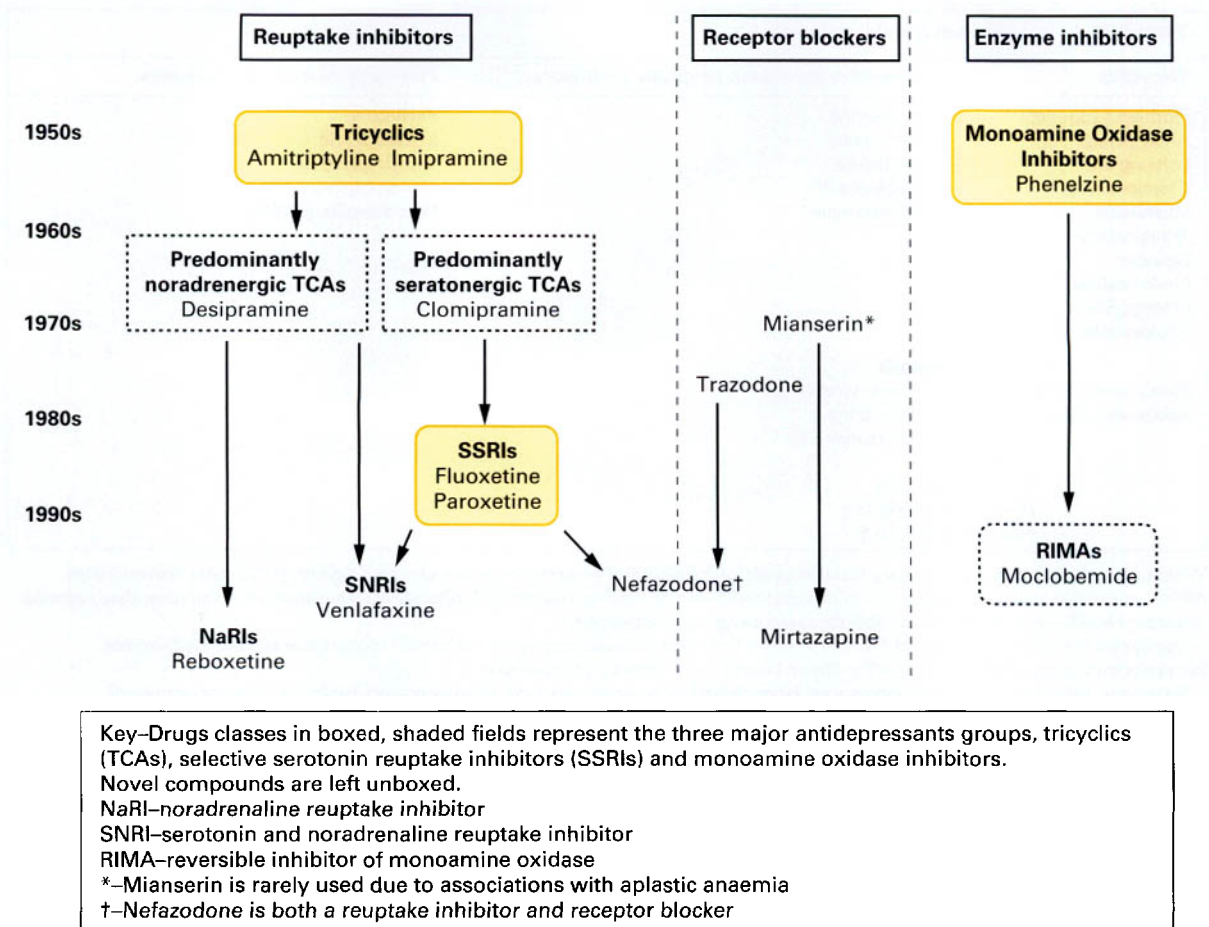 Reuptake inhibitors
Receptor blockers
Enzyme inhibitors
1950s
Tricyclics
Amitriptyline Imipramine
Monoamine Oxidase
Inhibitors
Phenelzine
1960s
Predominantly
noradrenergic TCAs
Desipramine
Predominantly
seratonergic TCAs
Clomipramine
1970s
Mianserin*
Trazodone
1980s
SSRIs
Fluoxetine
Paroxetine
1990s
RIMAs
Moclobemide
SNRIs
Venlafaxine
Nefazodone†
NaRIs
Reboxetine
Mirtazapine
Key–Drugs classes in boxed, shaded fields represent the three major antidepressants groups, tricyclics
(TCAs), selective serotonin reuptake inhibitors (SSRIs) and monoamine oxidase inhibitors.
Novel compounds are left unboxed.
NaRI–noradrenaline reuptake inhibitor
SNRI–serotonin and noradrenaline reuptake inhibitor
RIMA–reversible inhibitor of monoamine oxidase
*–Mianserin is rarely used due to associations with aplastic anaemia
†–Nefazodone is both a reuptake inhibitor and receptor blocker